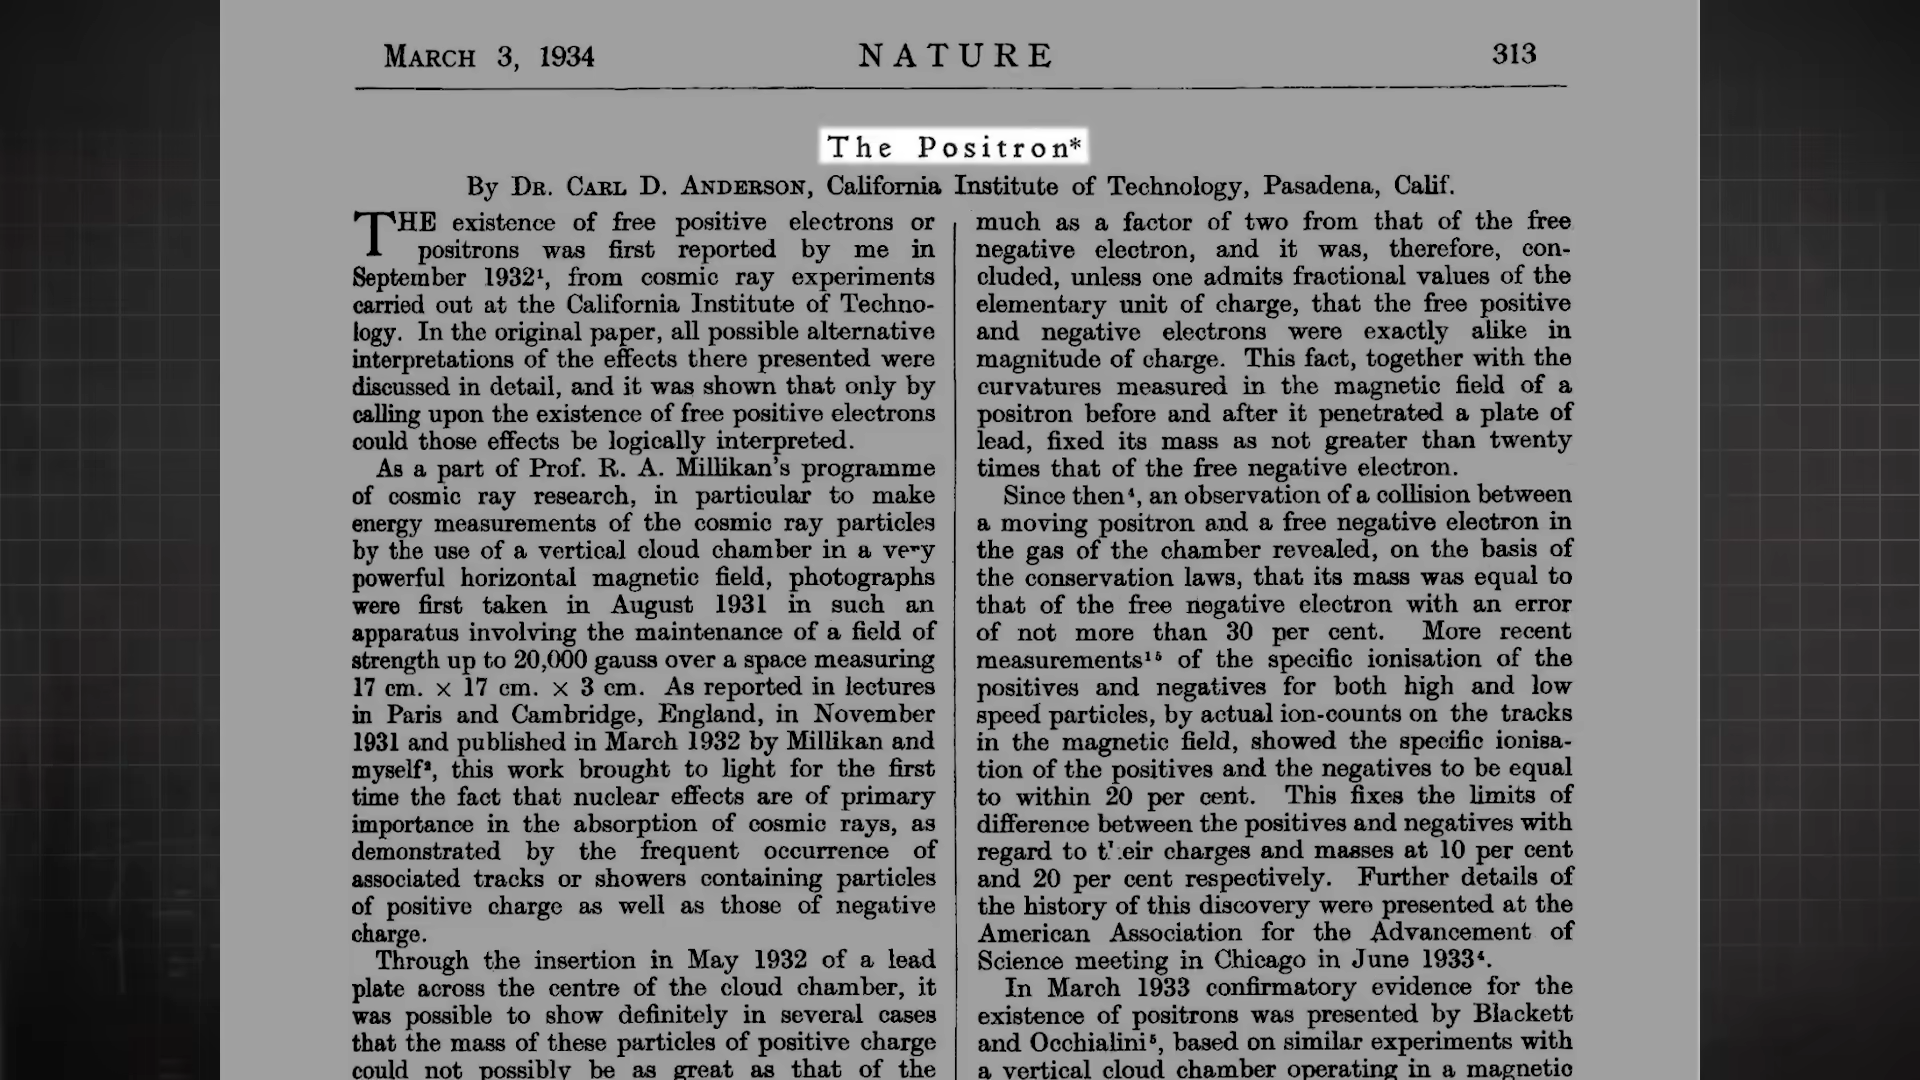 MARCH 3, 1934 NATURE 313
The Positron*
By DR. CARL D. ANDERSON, California Institute of Technology, Pasadena, Calif.
THE existence of free positive electrons or
positrons was first reported by me in
September 1932¹, from cosmic ray experiments
carried out at the California Institute of Techno-
logy. In the original paper, all possible alternative
interpretations of the effects there presented were
discussed in detail, and it was shown that only by
calling upon the existence of free positive electrons
could those effects be logically interpreted.
As a part of Prof. R. A. Millikan's programme
of cosmic ray research, in particular to make
energy measurements of the cosmic ray particles
by the use of a vertical cloud chamber in a very
powerful horizontal magnetic field, photographs
were first taken in August 1931 in such an
apparatus involving the maintenance of a field of
strength up to 20,000 gauss over a space measuring
17 cm. × 17 cm. × 3 cm. As reported in lectures
in Paris and Cambridge, England, in November
1931 and published in March 1932 by Millikan and
myself², this work brought to light for the first
time the fact that nuclear effects are of primary
importance in the absorption of cosmic rays, as
demonstrated by the frequent occurrence of
associated tracks or showers containing particles
of positive charge as well as those of negative
charge.
Through the insertion in May 1932 of a lead
plate across the centre of the cloud chamber, it
was possible to show definitely in several cases
that the mass of these particles of positive charge
could not possibly be as great as that of the
much as a factor of two from that of the free
negative electron, and it was, therefore, con-
cluded, unless one admits fractional values of the
elementary unit of charge, that the free positive
and negative electrons were exactly alike in
magnitude of charge. This fact, together with the
curvatures measured in the magnetic field of a
positron before and after it penetrated a plate of
lead, fixed its mass as not greater than twenty
times that of the free negative electron.
Since then⁴, an observation of a collision between
a moving positron and a free negative electron in
the gas of the chamber revealed, on the basis of
the conservation laws, that its mass was equal to
that of the free negative electron with an error
of not more than 30 per cent. More recent
measurements¹⁵ of the specific ionisation of the
positives and negatives for both high and low
speed particles, by actual ion-counts on the tracks
in the magnetic field, showed the specific ionisa-
tion of the positives and the negatives to be equal
to within 20 per cent. This fixes the limits of
difference between the positives and negatives with
regard to their charges and masses at 10 per cent
and 20 per cent respectively. Further details of
the history of this discovery were presented at the
American Association for the Advancement of
Science meeting in Chicago in June 1933⁴.
In March 1933 confirmatory evidence for the
existence of positrons was presented by Blackett
and Occhialini⁵, based on similar experiments with
a vertical cloud chamber operating in a magnetic